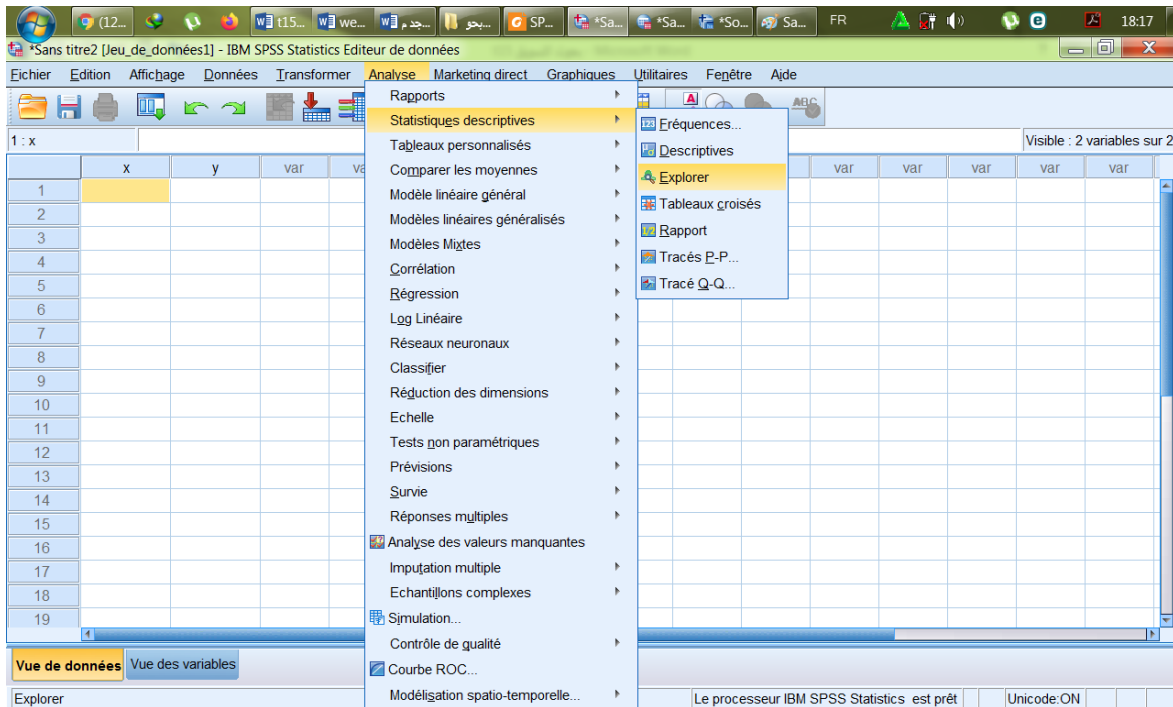 (12... t15... we... جدم... بحو... SP... *Sa... *Sa... *So... Sa... FR 18:17
*Sans titre2 [Jeu_de_données1] - IBM SPSS Statistics Editeur de données
Fichier Edition Affichage Données Transformer Analyse Marketing direct Graphiques Utilitaires Fenêtre Aide
1 : x Visible : 2 variables sur 2
x y var va var var var var var
1
2
3
4
5
6
7
8
9
10
11
12
13
14
15
16
17
18
19
Rapports
Statistiques descriptives
Tableaux personnalisés
Comparer les moyennes
Modèle linéaire général
Modèles linéaires généralisés
Modèles Mixtes
Corrélation
Régression
Log Linéaire
Réseaux neuronaux
Classifier
Réduction des dimensions
Echelle
Tests non paramétriques
Prévisions
Survie
Réponses multiples
Analyse des valeurs manquantes
Imputation multiple
Echantillons complexes
Simulation...
Contrôle de qualité
Courbe ROC...
Modélisation spatio-temporelle...
Fréquences...
Descriptives
Explorer
Tableaux croisés
Rapport
Tracés P-P...
Tracé Q-Q...
Vue de données Vue des variables
Explorer Le processeur IBM SPSS Statistics est prêt Unicode:ON